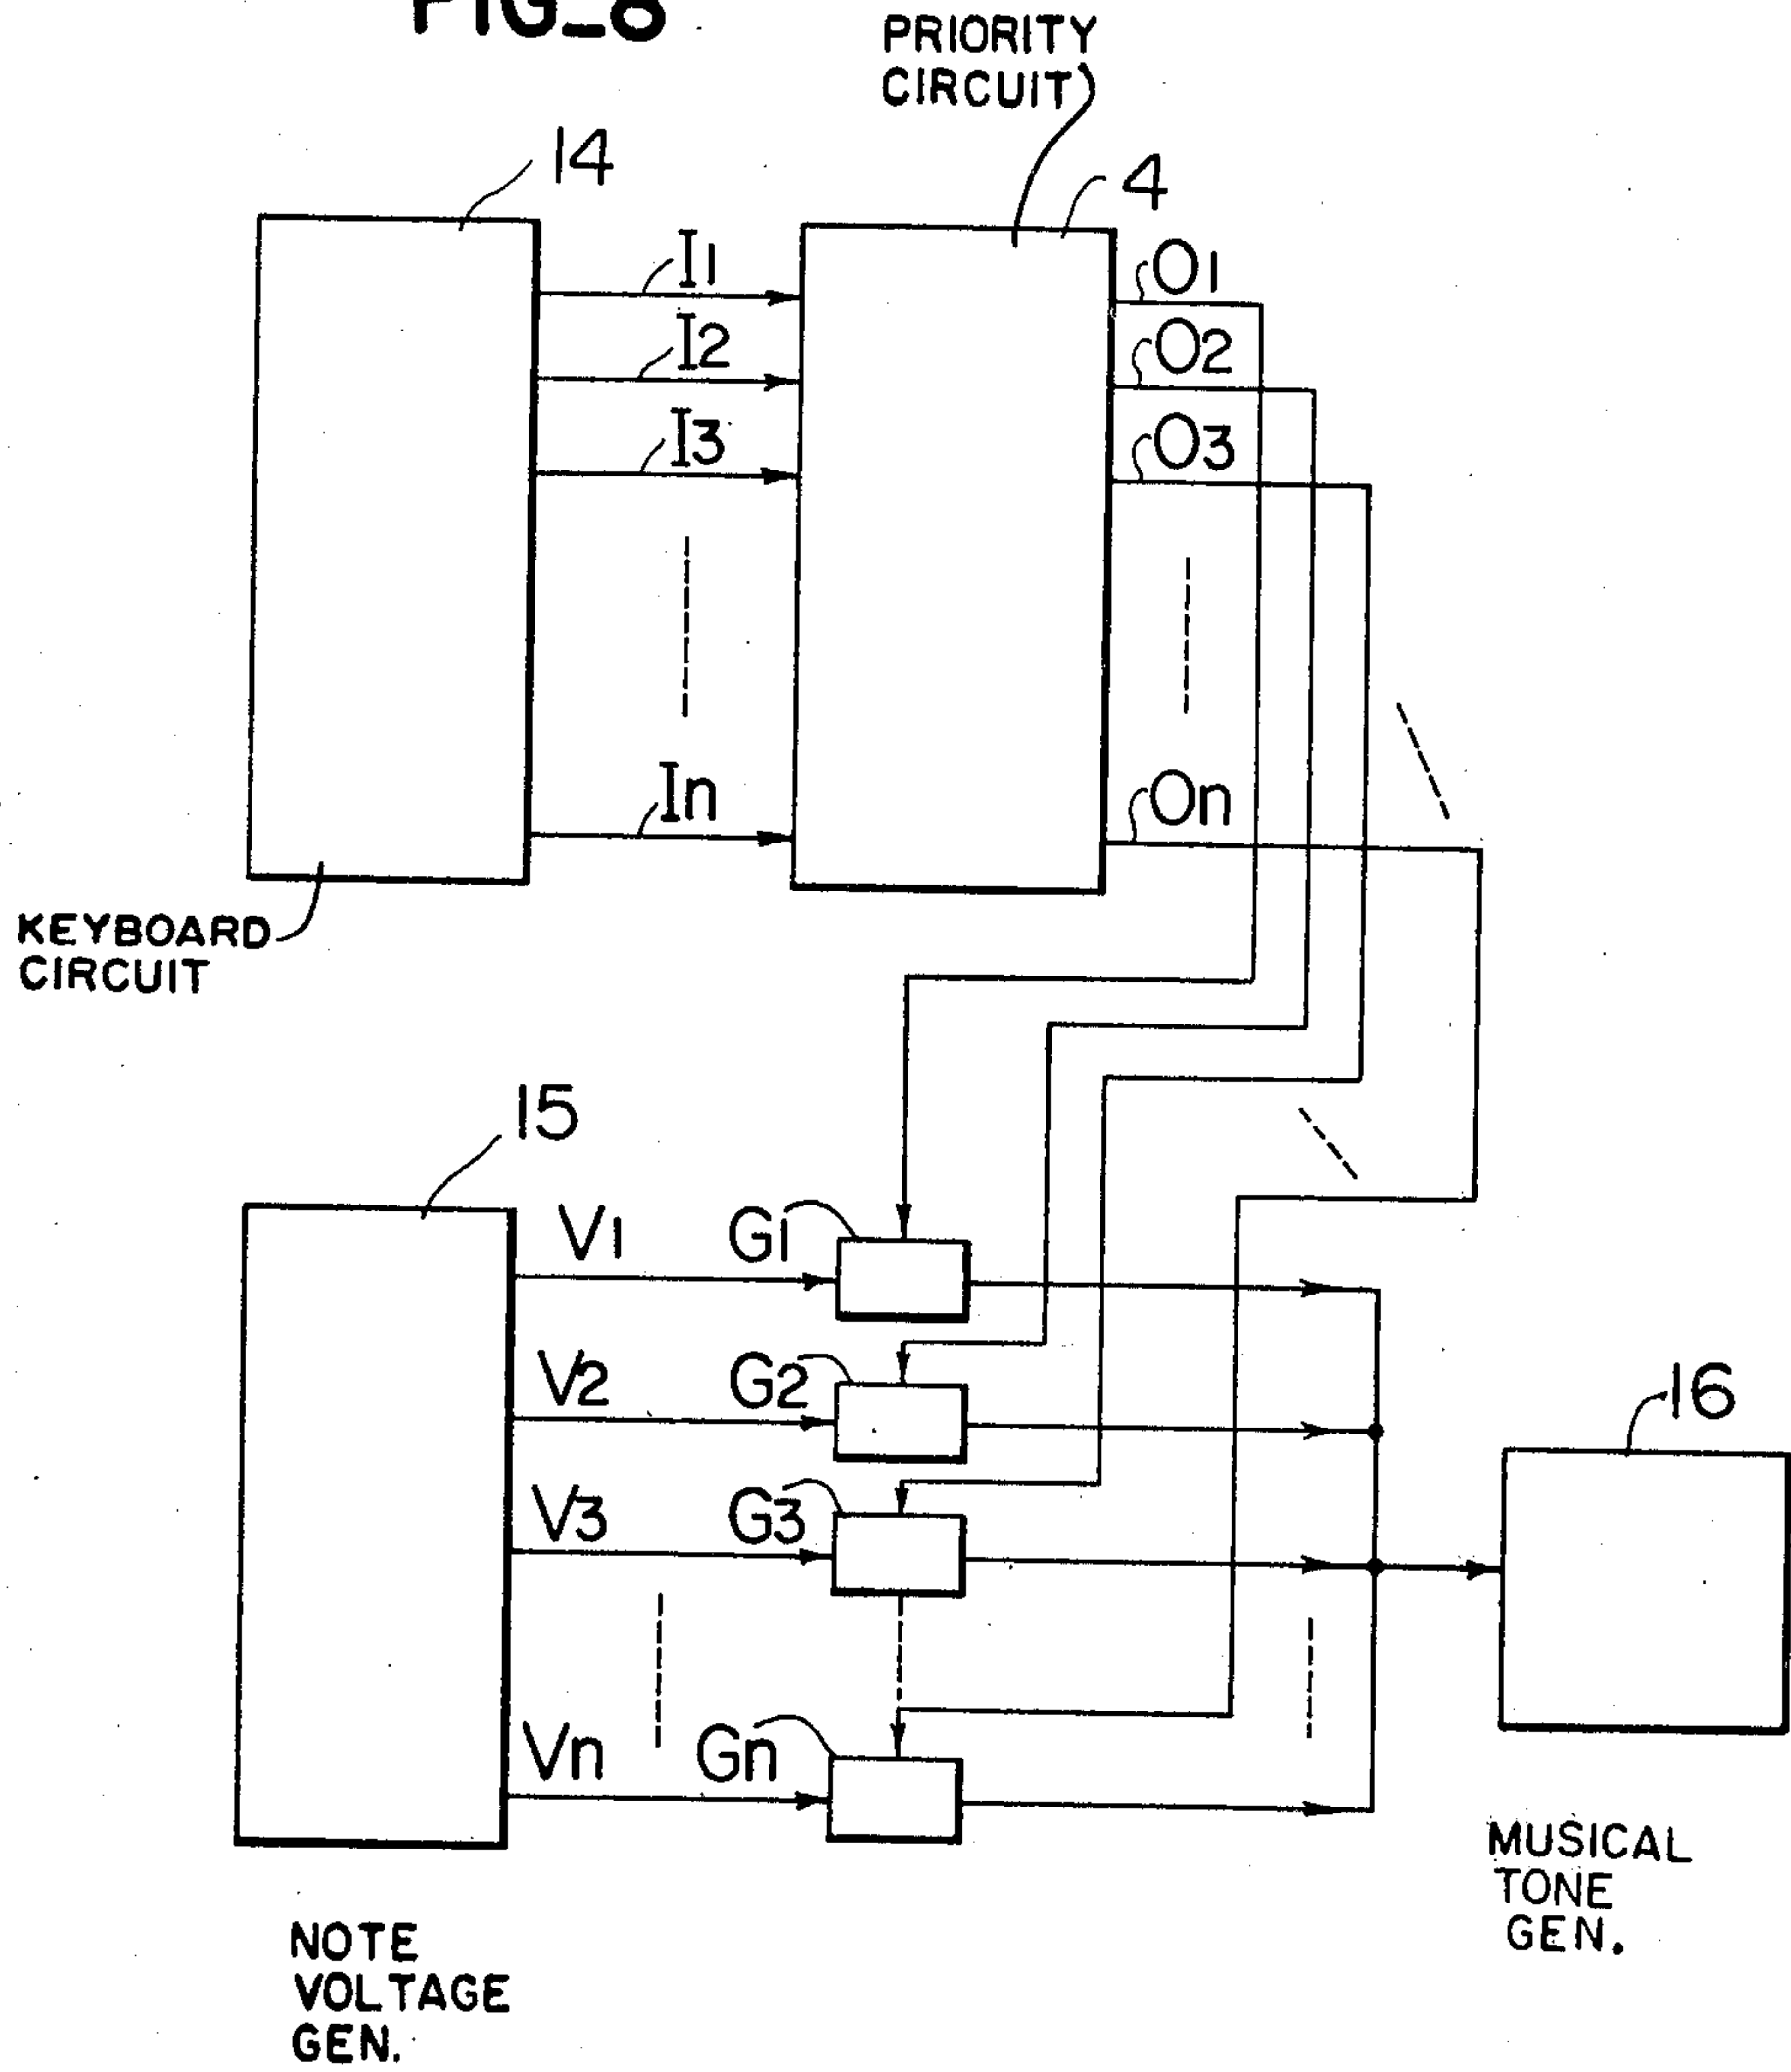 FIG_8
PRIORITY
CIRCUIT
14
4
I1
O1
I2
O2
I3
O3
In
On
KEYBOARD
CIRCUIT
15
V1
G1
V2
G2
16
V3
G3
Vn
Gn
MUSICAL
TONE
GEN.
NOTE
VOLTAGE
GEN.